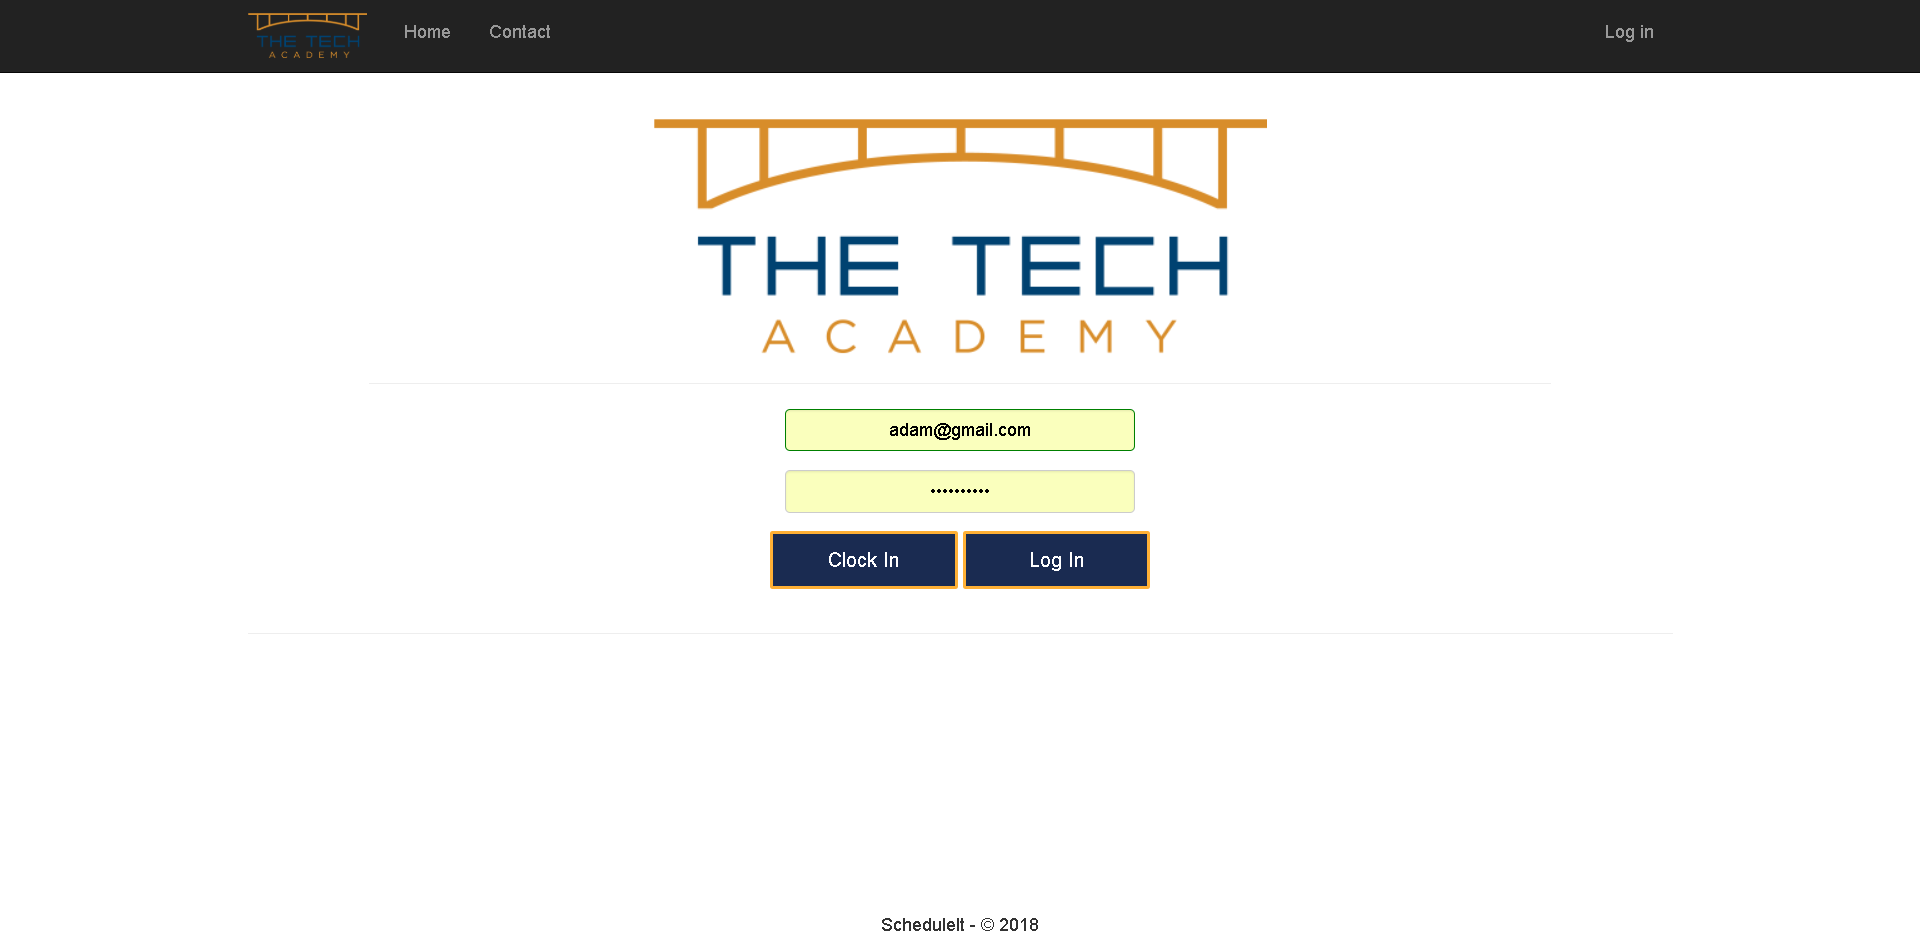 THE TECH
ACADEMY
Home
Contact
Log in
THE TECH
ACADEMY
adam@gmail.com
••••••••••
Clock In
Log In
ScheduleIt - © 2018